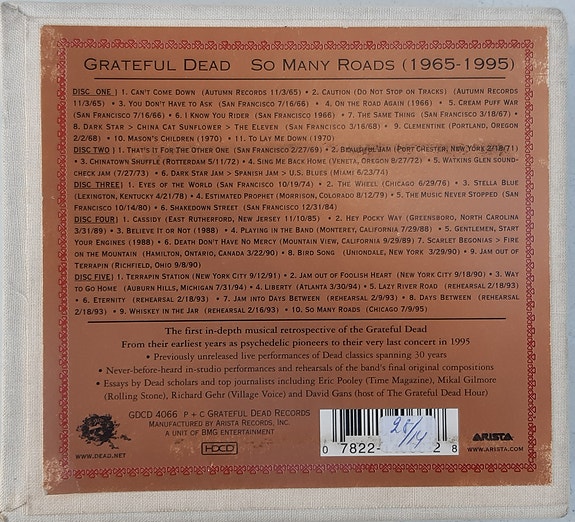 GRATEFUL DEAD SO MANY ROADS (1965-1995)
DISC ONE ) 1. CAN'T COME DOWN (AUTUMN RECORDS 11/3/65) • 2. CAUTION (DO NOT STOP ON TRACKS) (AUTUMN RECORDS
11/3/65) • 3. YOU DON'T HAVE TO ASK (SAN FRANCISCO 7/16/66) • 4. ON THE ROAD AGAIN (1966) • 5. CREAM PUFF WAR
(SAN FRANCISCO 7/16/66) • 6. I KNOW YOU RIDER (SAN FRANCISCO 1966) • 7. THE SAME THING (SAN FRANCISCO 3/18/67) •
8. DARK STAR > CHINA CAT SUNFLOWER > THE ELEVEN (SAN FRANCISCO 3/16/68) • 9. CLEMENTINE (PORTLAND, OREGON
2/2/68) • 10. MASON'S CHILDREN (1970) • 11. TO LAY ME DOWN (1970)
DISC TWO ) 1. THAT'S IT FOR THE OTHER ONE (SAN FRANCISCO 2/27/69) • 2. BEAUTIFUL JAM (PORT CHESTER, NEW YORK 2/18/71)
• 3. CHINATOWN SHUFFLE (ROTTERDAM 5/11/72) • 4. SING ME BACK HOME (VENETA, OREGON 8/27/72) • 5. WATKINS GLEN SOUND-
CHECK JAM (7/27/73) • 6. DARK STAR JAM > SPANISH JAM > U.S. BLUES (MIAMI 6/23/74)
DISC THREE ) 1. EYES OF THE WORLD (SAN FRANCISCO 10/19/74) • 2. THE WHEEL (CHICAGO 6/29/76) • 3. STELLA BLUE
(LEXINGTON, KENTUCKY 4/21/78) • 4. ESTIMATED PROPHET (MORRISON, COLORADO 8/12/79) • 5. THE MUSIC NEVER STOPPED (SAN
FRANCISCO 10/14/80) • 6. SHAKEDOWN STREET (SAN FRANCISCO 12/31/84)
DISC FOUR ) 1. CASSIDY (EAST RUTHERFORD, NEW JERSEY 11/10/85) • 2. HEY POCKY WAY (GREENSBORO, NORTH CAROLINA
3/31/89) • 3. BELIEVE IT OR NOT (1988) • 4. PLAYING IN THE BAND (MONTEREY, CALIFORNIA 7/29/88) • 5. GENTLEMEN, START
YOUR ENGINES (1988) • 6. DEATH DON'T HAVE NO MERCY (MOUNTAIN VIEW, CALIFORNIA 9/29/89) 7. SCARLET BEGONIAS > FIRE
ON THE MOUNTAIN (HAMILTON, ONTARIO, CANADA 3/22/90) • 8. BIRD SONG (UNIONDALE, NEW YORK 3/29/90) • 9. JAM OUT OF
TERRAPIN (RICHFIELD, OHIO 9/8/90)
DISC FIVE ) 1. TERRAPIN STATION (NEW YORK CITY 9/12/91) • 2. JAM OUT OF FOOLISH HEART (NEW YORK CITY 9/18/90) • 3. WAY
TO GO HOME (AUBURN HILLS, MICHIGAN 7/31/94) • 4. LIBERTY (ATLANTA 3/30/94) • 5. LAZY RIVER ROAD (REHEARSAL 2/18/93)
• 6. ETERNITY (REHEARSAL 2/18/93) • 7. JAM INTO DAYS BETWEEN (REHEARSAL 2/18/93) • 8. DAYS BETWEEN (REHEARSAL
2/18/93) • 9. WHISKEY IN THE JAR (REHEARSAL 2/16/93) • 10. SO MANY ROADS (CHICAGO 7/9/95)
The first in-depth musical retrospective of the Grateful Dead
From their earliest years as psychedelic pioneers to their very last concert in 1995
• Previously unreleased live performances of Dead classics spanning 30 years
• Never-before-heard in-studio performances and rehearsals of the band's final original compositions
• Essays by Dead scholars and top journalists including Eric Pooley (Time Magazine), Mikal Gilmore
(Rolling Stone), Richard Gehr (Village Voice) and David Gans (host of The Grateful Dead Hour)
GDCD 4066 P + C GRATEFUL DEAD RECORDS
MANUFACTURED BY ARISTA RECORDS, INC.
A UNIT OF BMG ENTERTAINMENT
HDCD
WWW.DEAD.NET
0 7822- 2 8
ARISTA
WWW.ARISTA.COM